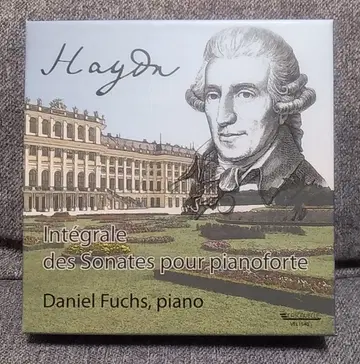 Haydn
Intégrale
des Sonates pour pianoforte
Daniel Fuchs, piano